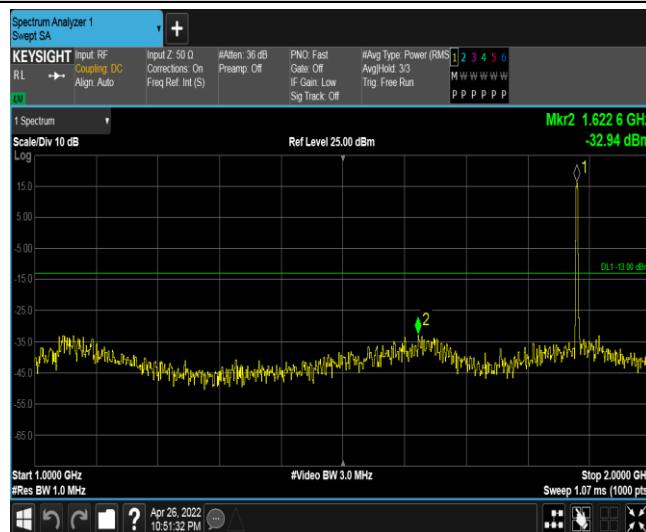 Spectrum Analyzer 1
Swept SA
KEYSIGHT Input: RF Input Z: 50 Ω #Atten: 36 dB PNO: Fast #Avg Type: Power (RMS 1 2 3 4 5 6
RL Coupling: DC Corrections: On Preamp: Off Gate: Off Avg|Hold: 3/3 M W W W W W
Align: Auto Freq Ref: Int (S) IF Gain: Low Trig: Free Run
Sig Track: Off P P P P P P
1 Spectrum Mkr2 1.622 6 GHz
Scale/Div 10 dB Ref Level 25.00 dBm -32.94 dBm
Log
1
15.0
5.00
-5.00
DL1 -13.00 dBm
-15.0
-25.0
2
-35.0
-45.0
-55.0
-65.0
Start 1.0000 GHz #Video BW 3.0 MHz Stop 2.0000 GHz
#Res BW 1.0 MHz Sweep 1.07 ms (1000 pts
? Apr 26, 2022
10:51:32 PM